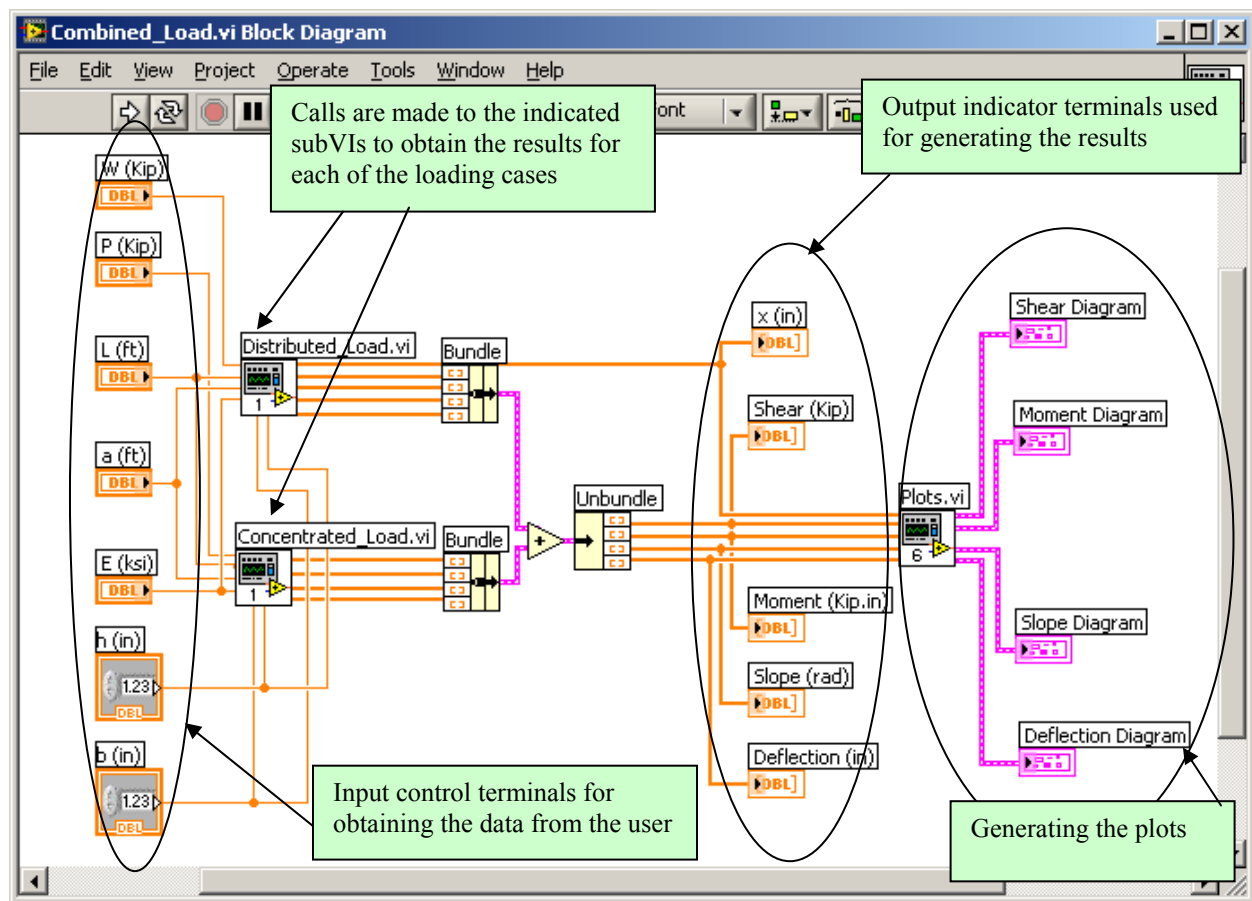 Combined_Load.vi Block Diagram
File Edit View Project Operate Tools Window Help
Calls are made to the indicated
subVIs to obtain the results for
each of the loading cases
ont
Output indicator terminals used
for generating the results
W (Kip)
DBL
P (Kip)
DBL
L (ft)
DBL
a (ft)
DBL
E (ksi)
DBL
h (in)
1.23
DBL
b (in)
1.23
DBL
Distributed_Load.vi
1
Bundle
Concentrated_Load.vi
1
Bundle
+
Unbundle
x (in)
DBL]
Shear (Kip)
DBL]
Moment (Kip.in)
DBL]
Slope (rad)
DBL]
Deflection (in)
DBL]
Plots.vi
6
Shear Diagram
Moment Diagram
Slope Diagram
Deflection Diagram
Input control terminals for
obtaining the data from the user
Generating the plots